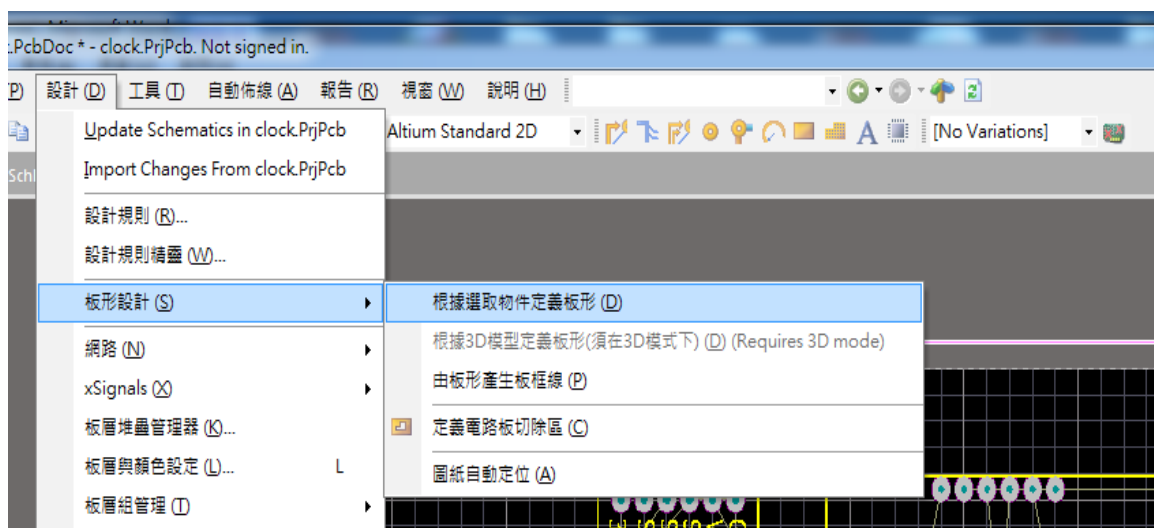 .PcbDoc * - clock.PrjPcb. Not signed in.
P) 設計 (D) 工具 (T) 自動佈線 (A) 報告 (R) 視窗 (W) 說明 (H)
Update Schematics in clock.PrjPcb
Altium Standard 2D
[No Variations]
Import Changes From clock.PrjPcb
設計規則 (R)...
設計規則精靈 (W)...
板形設計 (S)
根據選取物件定義板形 (D)
根據3D模型定義板形(須在3D模式下) (D) (Requires 3D mode)
網路 (N)
由板形產生板框線 (P)
xSignals (X)
板層堆疊管理器 (K)...
定義電路板切除區 (C)
板層與顏色設定 (L)... L
圖紙自動定位 (A)
板層組管理 (T)